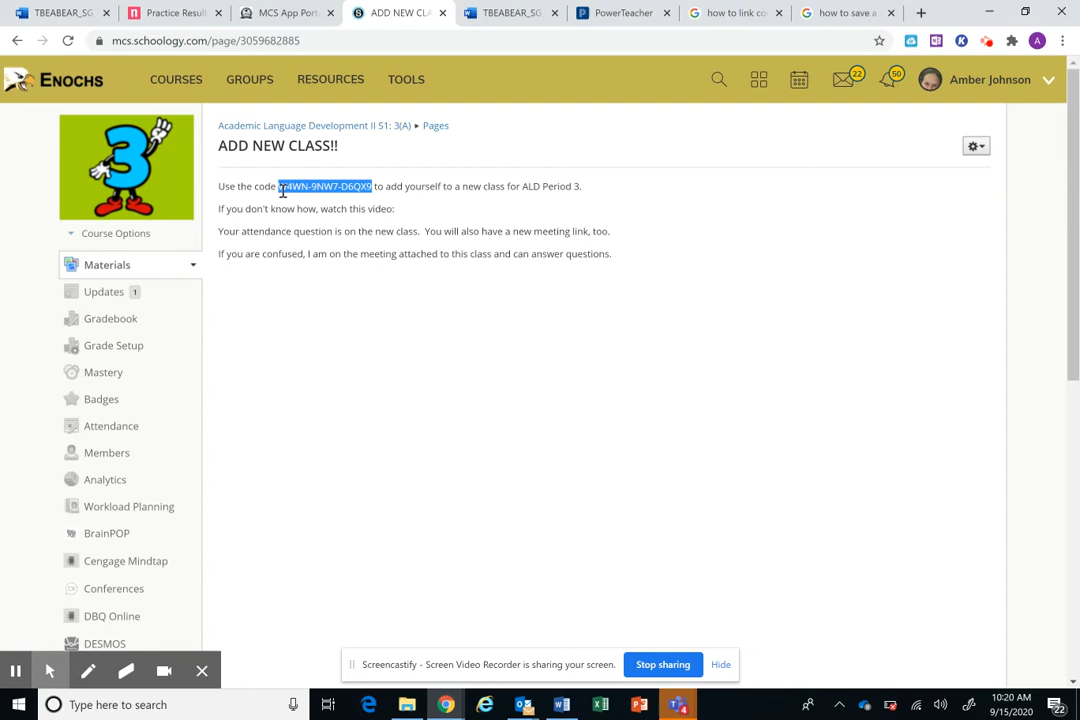 TBEABEAR_SG
Practice Result
MCS App Port
ADD NEW CLA
TBEABEAR_SG
PowerTeacher
how to link co
how to save a
mcs.schoology.com/page/3059682885
A
ENOCHS
COURSES
GROUPS
RESOURCES
TOOLS
22
50
Amber Johnson
3
Course Options
Materials
Updates 1
Gradebook
Grade Setup
Mastery
Badges
Attendance
Members
Analytics
Workload Planning
BrainPOP
Cengage Mindtap
Conferences
DBQ Online
DESMOS
Academic Language Development II S1: 3(A) ▸ Pages
ADD NEW CLASS!!
Use the code 4WN-9NW7-D6QX9 to add yourself to a new class for ALD Period 3.
If you don't know how, watch this video:
Your attendance question is on the new class. You will also have a new meeting link, too.
If you are confused, I am on the meeting attached to this class and can answer questions.
Screencastify - Screen Video Recorder is sharing your screen.
Stop sharing
Hide
Type here to search
10:20 AM
9/15/2020
22